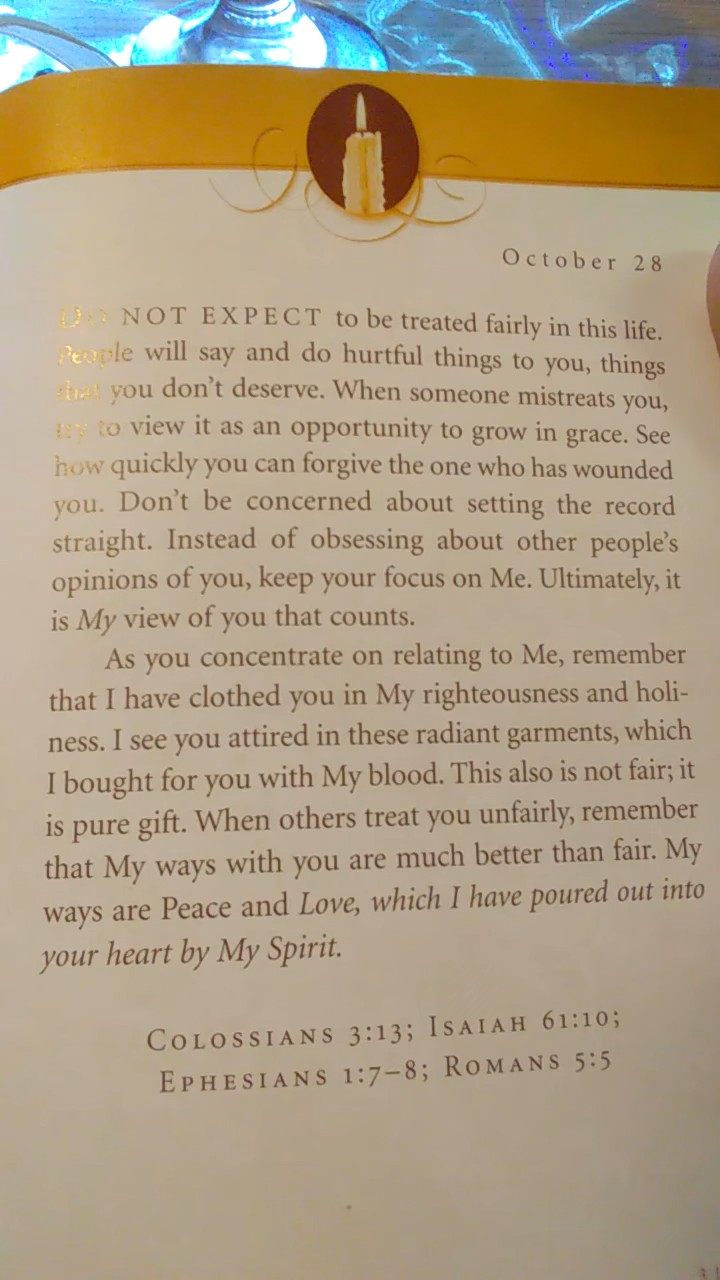 October 28
DO NOT EXPECT to be treated fairly in this life.
People will say and do hurtful things to you, things
that you don't deserve. When someone mistreats you,
try to view it as an opportunity to grow in grace. See
how quickly you can forgive the one who has wounded
you. Don't be concerned about setting the record
straight. Instead of obsessing about other people's
opinions of you, keep your focus on Me. Ultimately, it
is My view of you that counts.
As you concentrate on relating to Me, remember
that I have clothed you in My righteousness and holi-
ness. I see you attired in these radiant garments, which
I bought for you with My blood. This also is not fair; it
is pure gift. When others treat you unfairly, remember
that My ways with you are much better than fair. My
ways are Peace and Love, which I have poured out into
your heart by My Spirit.
COLOSSIANS 3:13; ISAIAH 61:10;
EPHESIANS 1:7–8; ROMANS 5:5